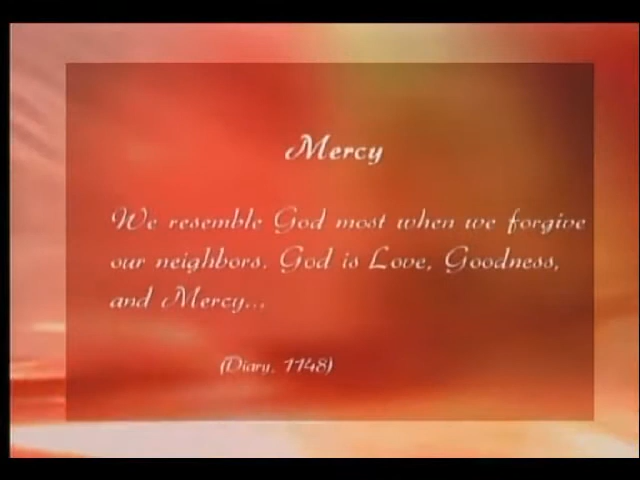 Mercy
We resemble God most when we forgive
our neighbors. God is Love, Goodness,
and Mercy...
(Diary, 1148)